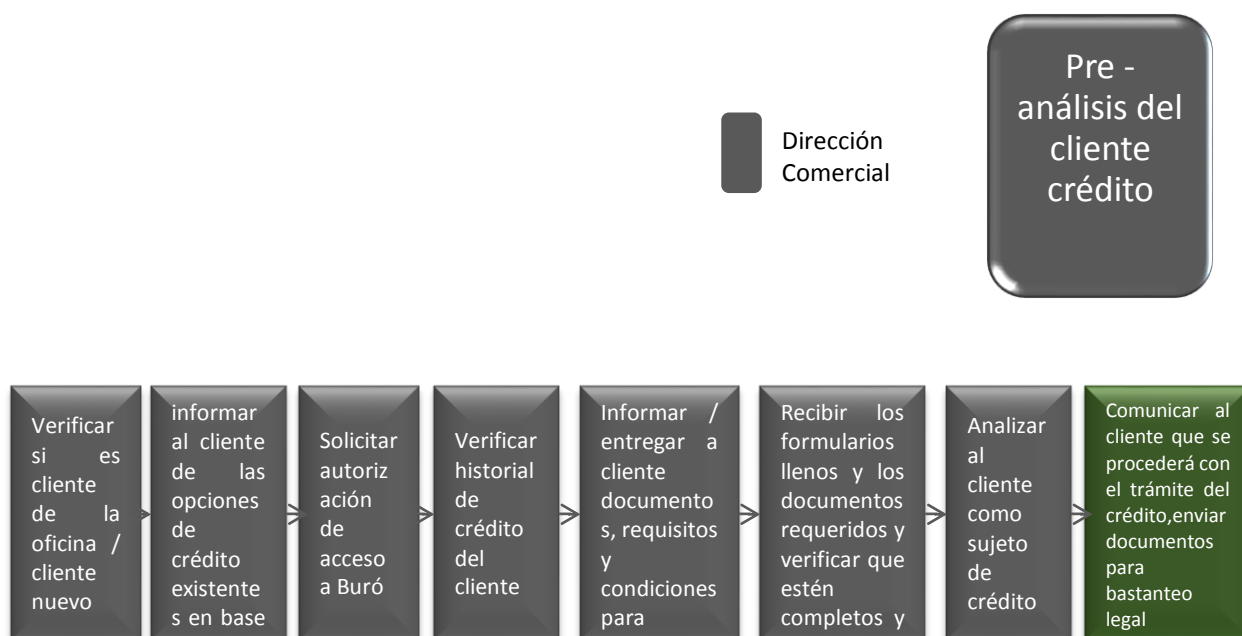 Pre -
análisis del
cliente
crédito
Dirección
Comercial
Verificar
si es
cliente
de la
oficina /
cliente
nuevo
informar
al cliente
de las
opciones
de
crédito
existente
s en base
Solicitar
autoriz
ación
de
acceso
a Buró
Verificar
historial
de
crédito
del
cliente
Informar /
entregar a
cliente
documento
s, requisitos
y
condiciones
para
Recibir los
formularios
llenos y los
documentos
requeridos y
verificar que
estén
completos y
Analizar
al
cliente
como
sujeto
de
crédito
Comunicar al
cliente que se
procederá con
el trámite del
crédito,enviar
documentos
para
bastanteo
legal